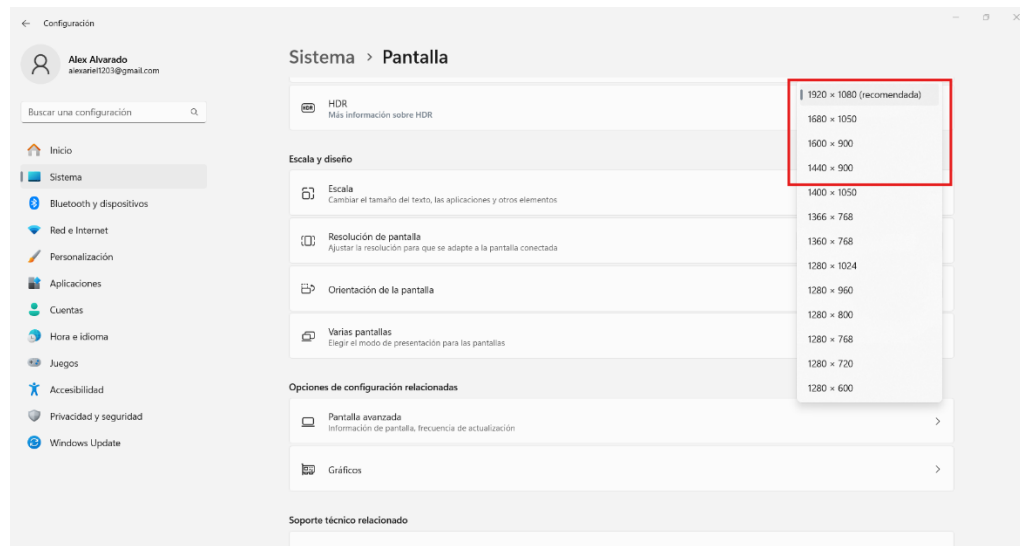 Configuración
Alex Alvarado
alexariel1203@gmail.com
Buscar una configuración
Inicio
Sistema
Bluetooth y dispositivos
Red e Internet
Personalización
Aplicaciones
Cuentas
Hora e idioma
Juegos
Accesibilidad
Privacidad y seguridad
Windows Update
Sistema > Pantalla
HDR
HDR
Más información sobre HDR
Escala y diseño
Escala
Cambiar el tamaño del texto, las aplicaciones y otros elementos
Resolución de pantalla
Ajustar la resolución para que se adapte a la pantalla conectada
Orientación de la pantalla
Varias pantallas
Elegir el modo de presentación para las pantallas
Opciones de configuración relacionadas
Pantalla avanzada
Información de pantalla, frecuencia de actualización
Gráficos
Soporte técnico relacionado
1920 × 1080 (recomendada)
1680 × 1050
1600 × 900
1440 × 900
1400 × 1050
1366 × 768
1360 × 768
1280 × 1024
1280 × 960
1280 × 800
1280 × 768
1280 × 720
1280 × 600